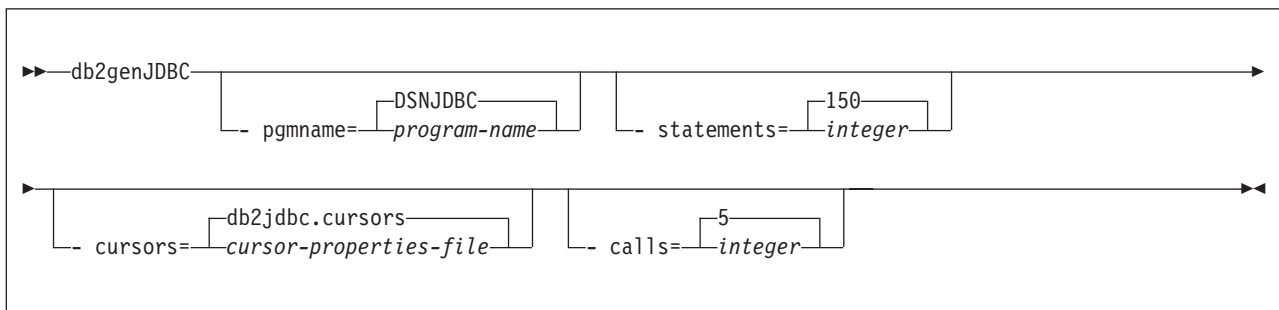 db2genJDBC
DSNJDBC
- pgmname= program-name
150
- statements= integer
db2jdbc.cursors
- cursors= cursor-properties-file
5
- calls= integer